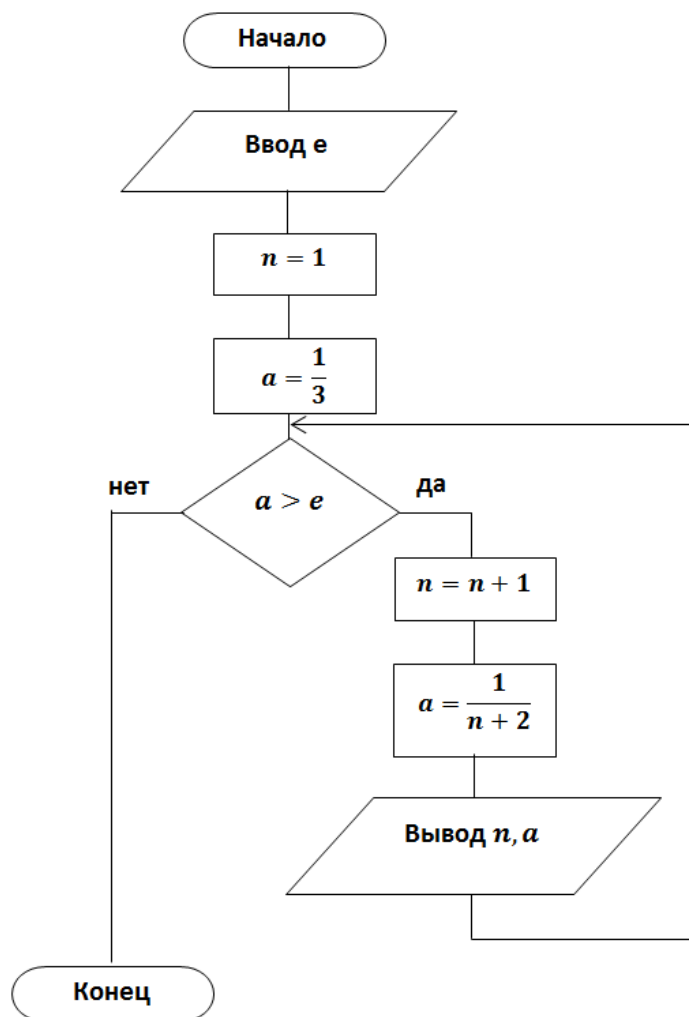 Начало
Ввод e
n = 1
a = 1/3
a > e
нет
да
n = n + 1
a = 1/(n + 2)
Вывод n, a
Конец